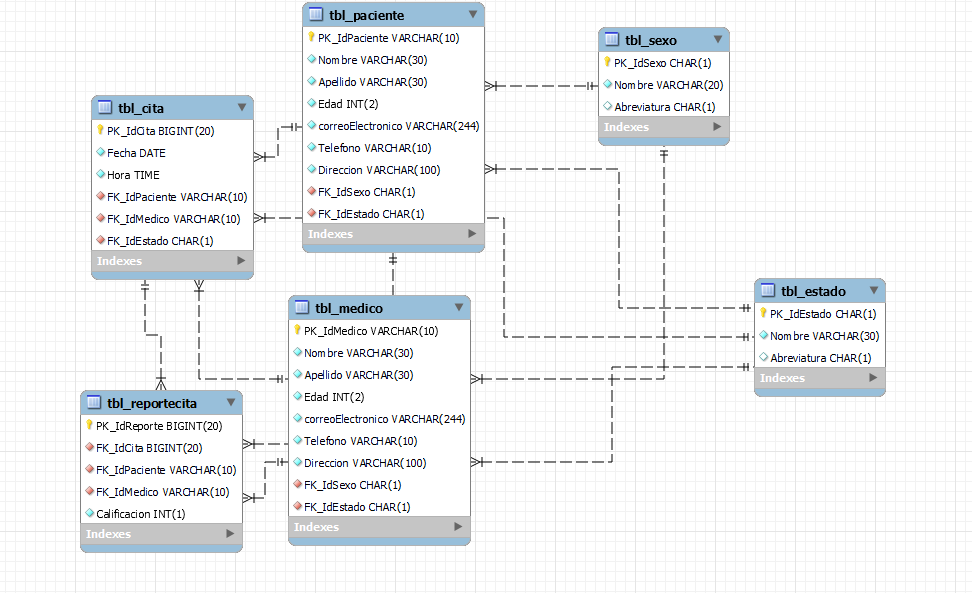 tbl_paciente
PK_IdPaciente VARCHAR(10)
Nombre VARCHAR(30)
Apellido VARCHAR(30)
Edad INT(2)
correoElectronico VARCHAR(244)
Telefono VARCHAR(10)
Direccion VARCHAR(100)
FK_IdSexo CHAR(1)
FK_IdEstado CHAR(1)
Indexes
tbl_sexo
PK_IdSexo CHAR(1)
Nombre VARCHAR(20)
Abreviatura CHAR(1)
Indexes
tbl_cita
PK_IdCita BIGINT(20)
Fecha DATE
Hora TIME
FK_IdPaciente VARCHAR(10)
FK_IdMedico VARCHAR(10)
FK_IdEstado CHAR(1)
Indexes
tbl_estado
PK_IdEstado CHAR(1)
Nombre VARCHAR(30)
Abreviatura CHAR(1)
Indexes
tbl_medico
PK_IdMedico VARCHAR(10)
Nombre VARCHAR(30)
Apellido VARCHAR(30)
Edad INT(2)
correoElectronico VARCHAR(244)
Telefono VARCHAR(10)
Direccion VARCHAR(100)
FK_IdSexo CHAR(1)
FK_IdEstado CHAR(1)
Indexes
tbl_reportecita
PK_IdReporte BIGINT(20)
FK_IdCita BIGINT(20)
FK_IdPaciente VARCHAR(10)
FK_IdMedico VARCHAR(10)
Calificacion INT(1)
Indexes